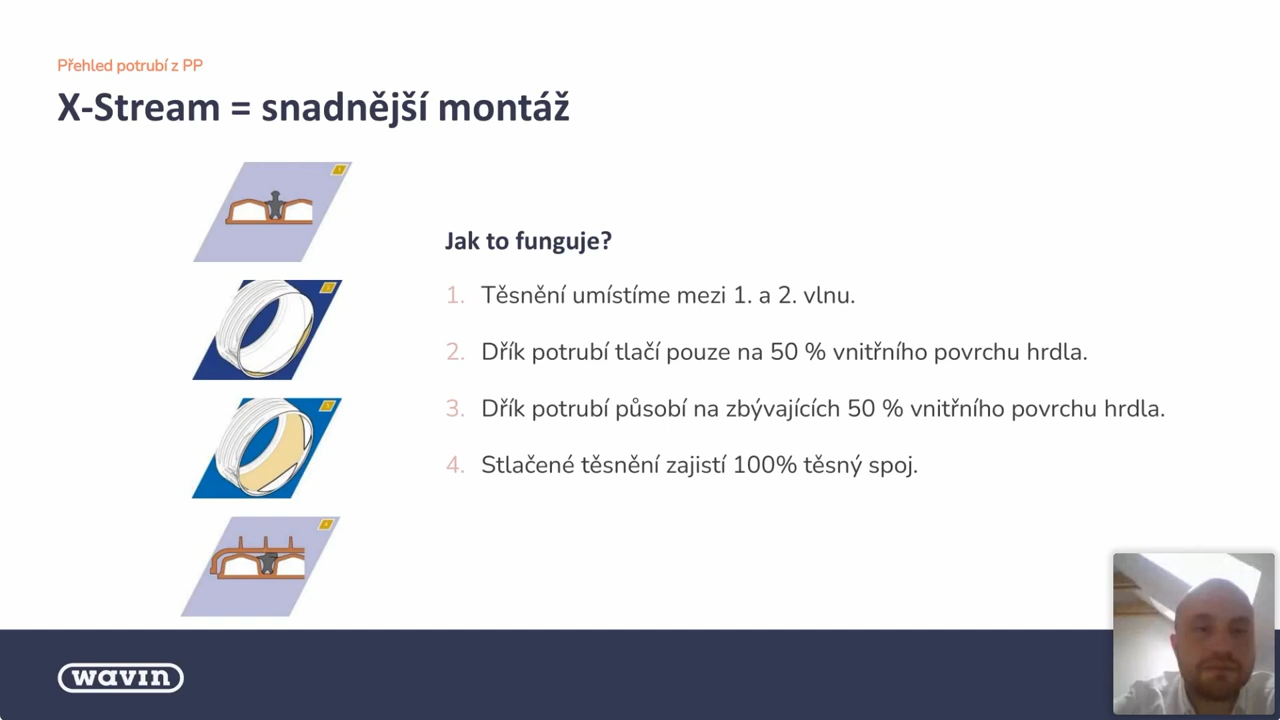 Přehled potrubí z PP
X-Stream = snadnější montáž
Jak to funguje?
1. Těsnění umístíme mezi 1. a 2. vlnu.
2. Dřík potrubí tlačí pouze na 50 % vnitřního povrchu hrdla.
3. Dřík potrubí působí na zbývajících 50 % vnitřního povrchu hrdla.
4. Stlačené těsnění zajistí 100% těsný spoj.
wavin